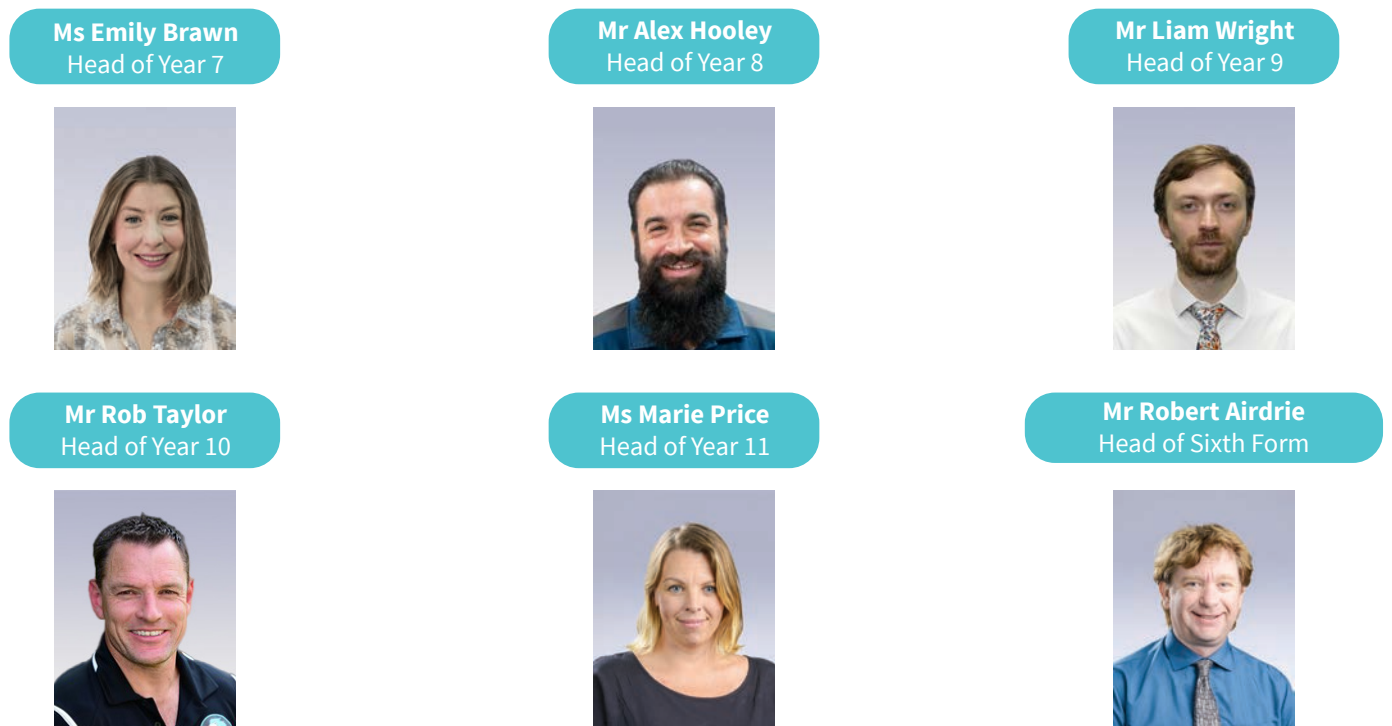 Ms Emily Brawn
Head of Year 7
Mr Alex Hooley
Head of Year 8
Mr Liam Wright
Head of Year 9
Mr Rob Taylor
Head of Year 10
Ms Marie Price
Head of Year 11
Mr Robert Airdrie
Head of Sixth Form